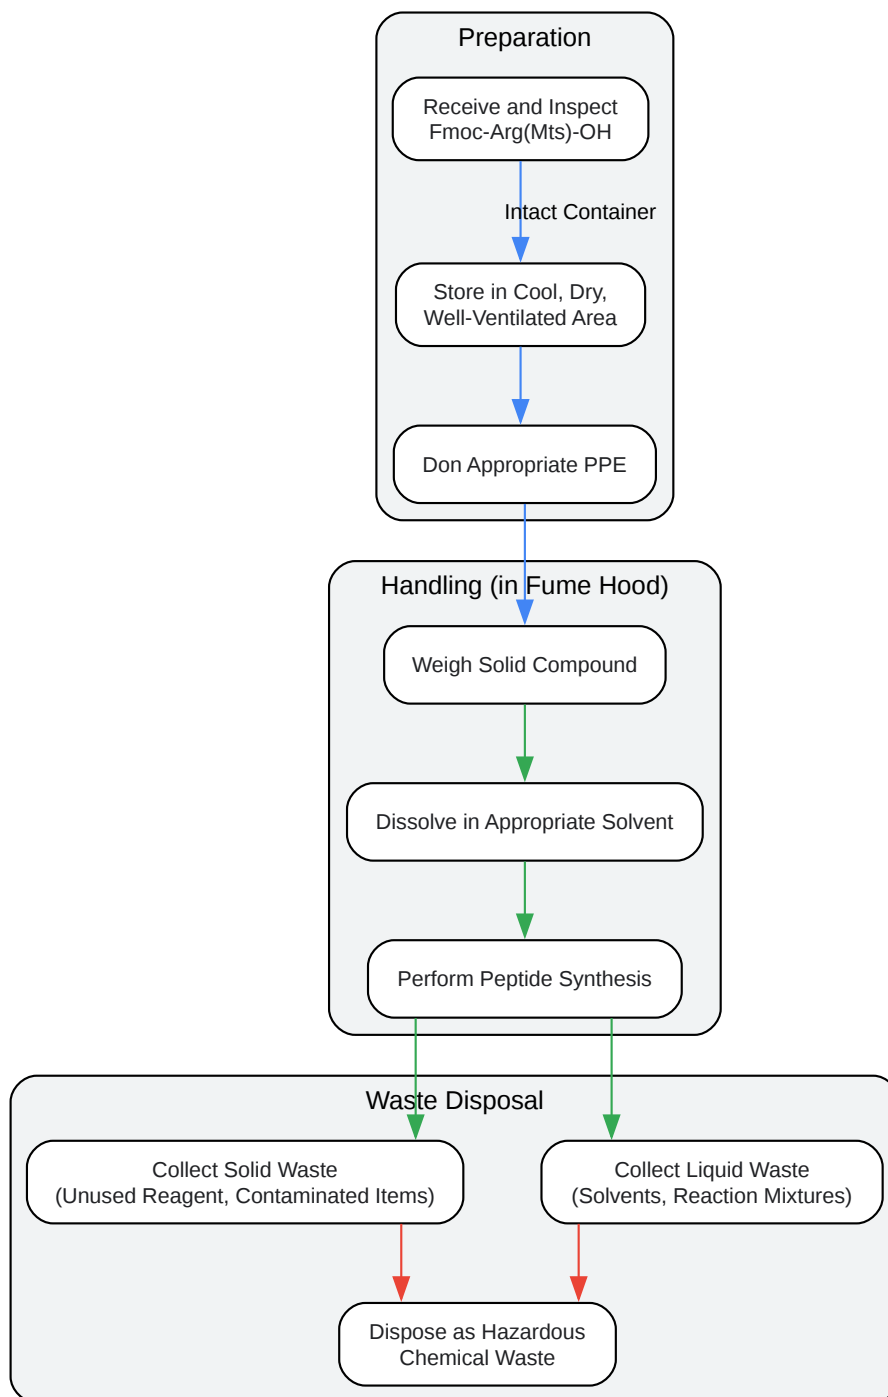 Preparation
Receive and Inspect
Fmoc-Arg(Mts)-OH
Intact Container
Store in Cool, Dry,
Well-Ventilated Area
Don Appropriate PPE
Handling (in Fume Hood)
Weigh Solid Compound
Dissolve in Appropriate Solvent
Perform Peptide Synthesis
Waste Disposal
Collect Solid Waste
(Unused Reagent, Contaminated Items)
Collect Liquid Waste
(Solvents, Reaction Mixtures)
Dispose as Hazardous
Chemical Waste